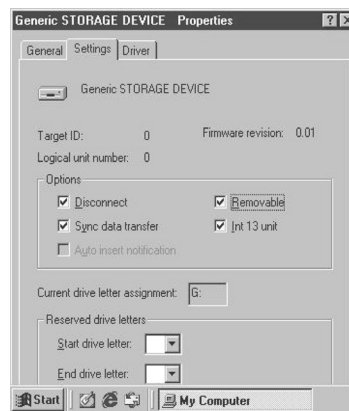 Generic STORAGE DEVICE Properties
General Settings Driver
Generic STORAGE DEVICE
Target ID: 0 Firmware revision: 0.01
Logical unit number: 0
Options
Disconnect Removable
Sync data transfer Int 13 unit
Auto insert notification
Current drive letter assignment: G:
Reserved drive letters
Start drive letter:
End drive letter:
Start My Computer